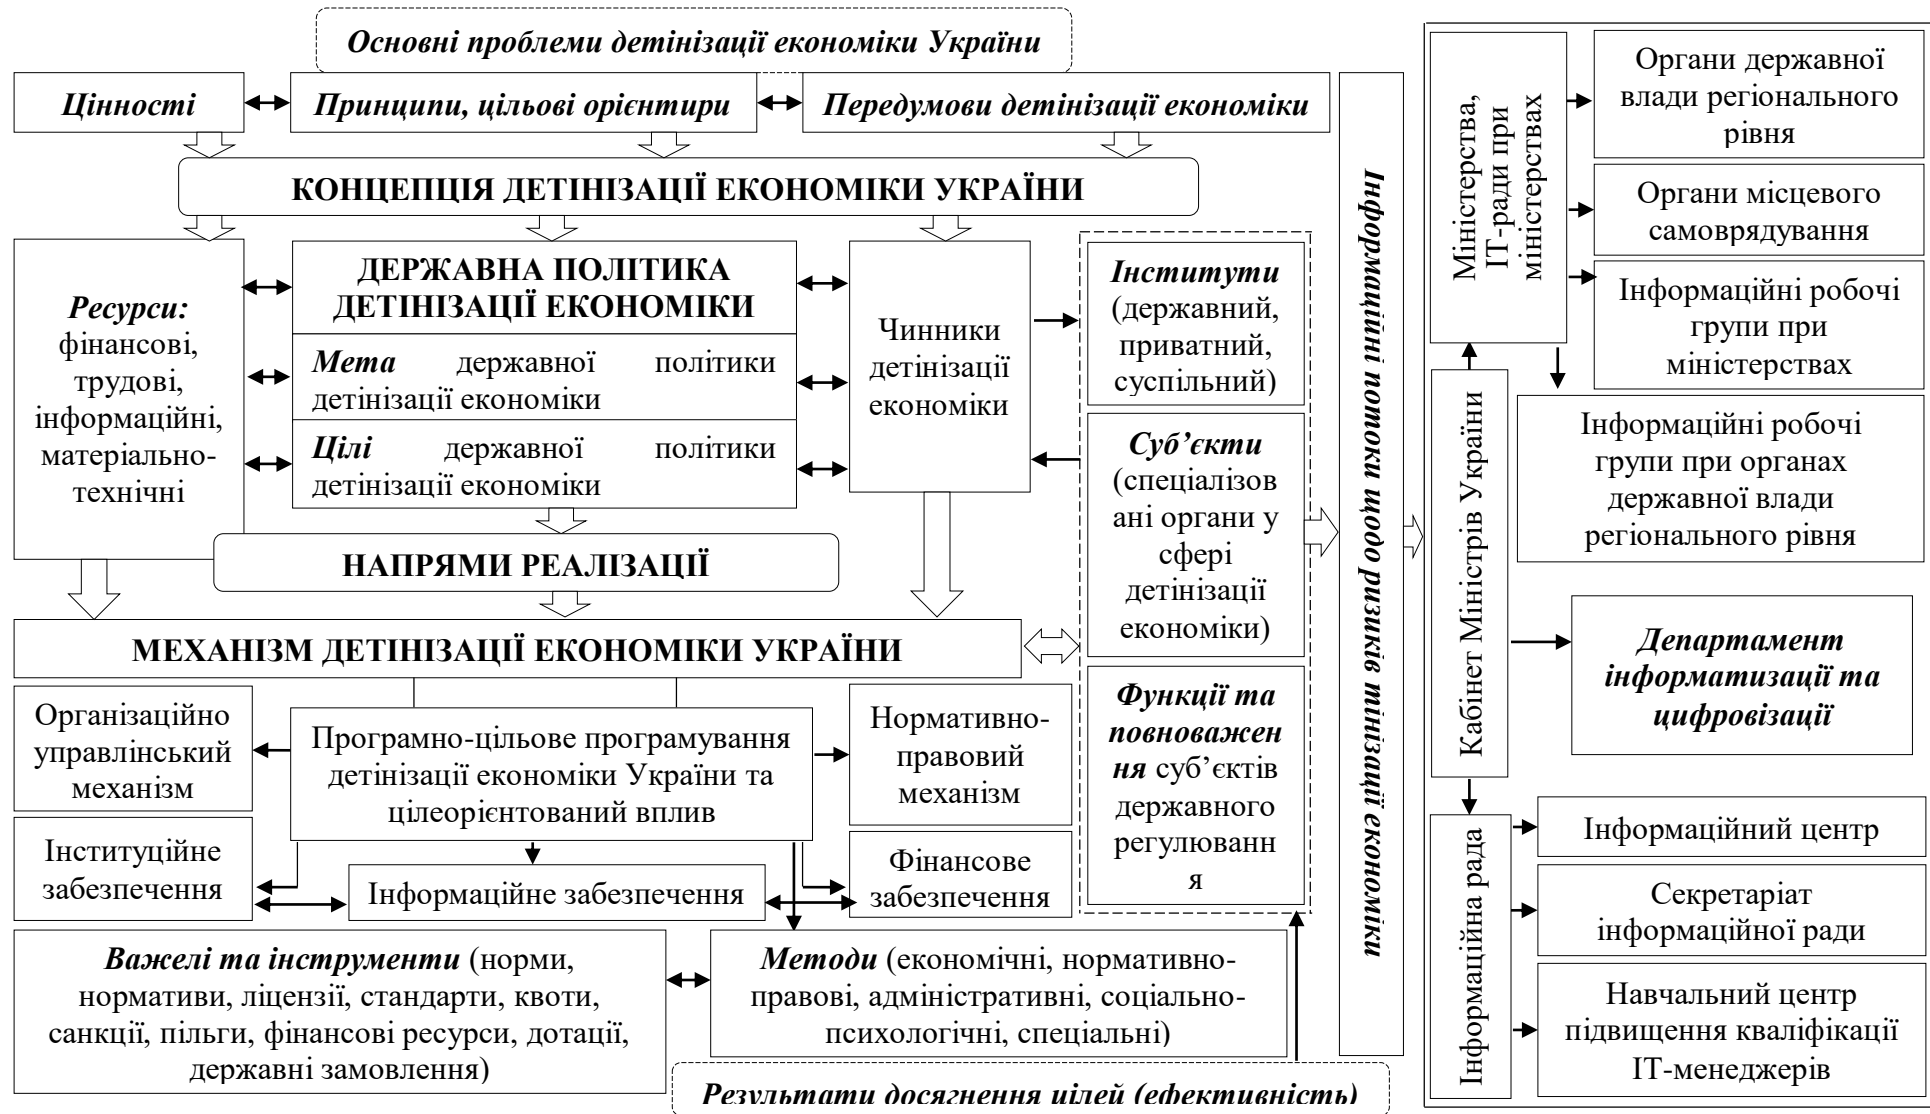 Основні проблеми детінізації економіки України
Цінності
Принципи, цільові орієнтири
Передумови детінізації економіки
КОНЦЕПЦІЯ ДЕТІНІЗАЦІЇ ЕКОНОМІКИ УКРАЇНИ
Ресурси:
фінансові,
трудові,
інформаційні,
матеріально-
технічні
ДЕРЖАВНА ПОЛІТИКА
ДЕТІНІЗАЦІЇ ЕКОНОМІКИ
Мета державної політики
детінізації економіки
Цілі державної політики
детінізації економіки
Чинники
детінізації
економіки
Інститути
(державний,
приватний,
суспільний)
Суб’єкти
(спеціалізов
ані органи у
сфері
детінізації
економіки)
Функції та
повноважен
ня суб’єктів
державного
регулюванн
я
НАПРЯМИ РЕАЛІЗАЦІЇ
МЕХАНІЗМ ДЕТІНІЗАЦІЇ ЕКОНОМІКИ УКРАЇНИ
Організаційно
управлінський
механізм
Програмно-цільове програмування
детінізації економіки України та
цілеорієнтований вплив
Нормативно-
правовий
механізм
Інституційне
забезпечення
Інформаційне забезпечення
Фінансове
забезпечення
Важелі та інструменти (норми,
нормативи, ліцензії, стандарти, квоти,
санкції, пільги, фінансові ресурси, дотації,
державні замовлення)
Методи (економічні, нормативно-
правові, адміністративні, соціально-
психологічні, спеціальні)
Результати досягнення цілей (ефективність)
Інформаційні потоки щодо ризиків тінізації економіки
Міністерства,
ІТ-ради при
міністерствах
Органи державної
влади регіонального
рівня
Органи місцевого
самоврядування
Інформаційні робочі
групи при
міністерствах
Інформаційні робочі
групи при органах
державної влади
регіонального рівня
Кабінет Міністрів України
Департамент
інформатизації та
цифровізації
Інформаційна рада
Інформаційний центр
Секретаріат
інформаційної ради
Навчальний центр
підвищення кваліфікації
ІТ-менеджерів